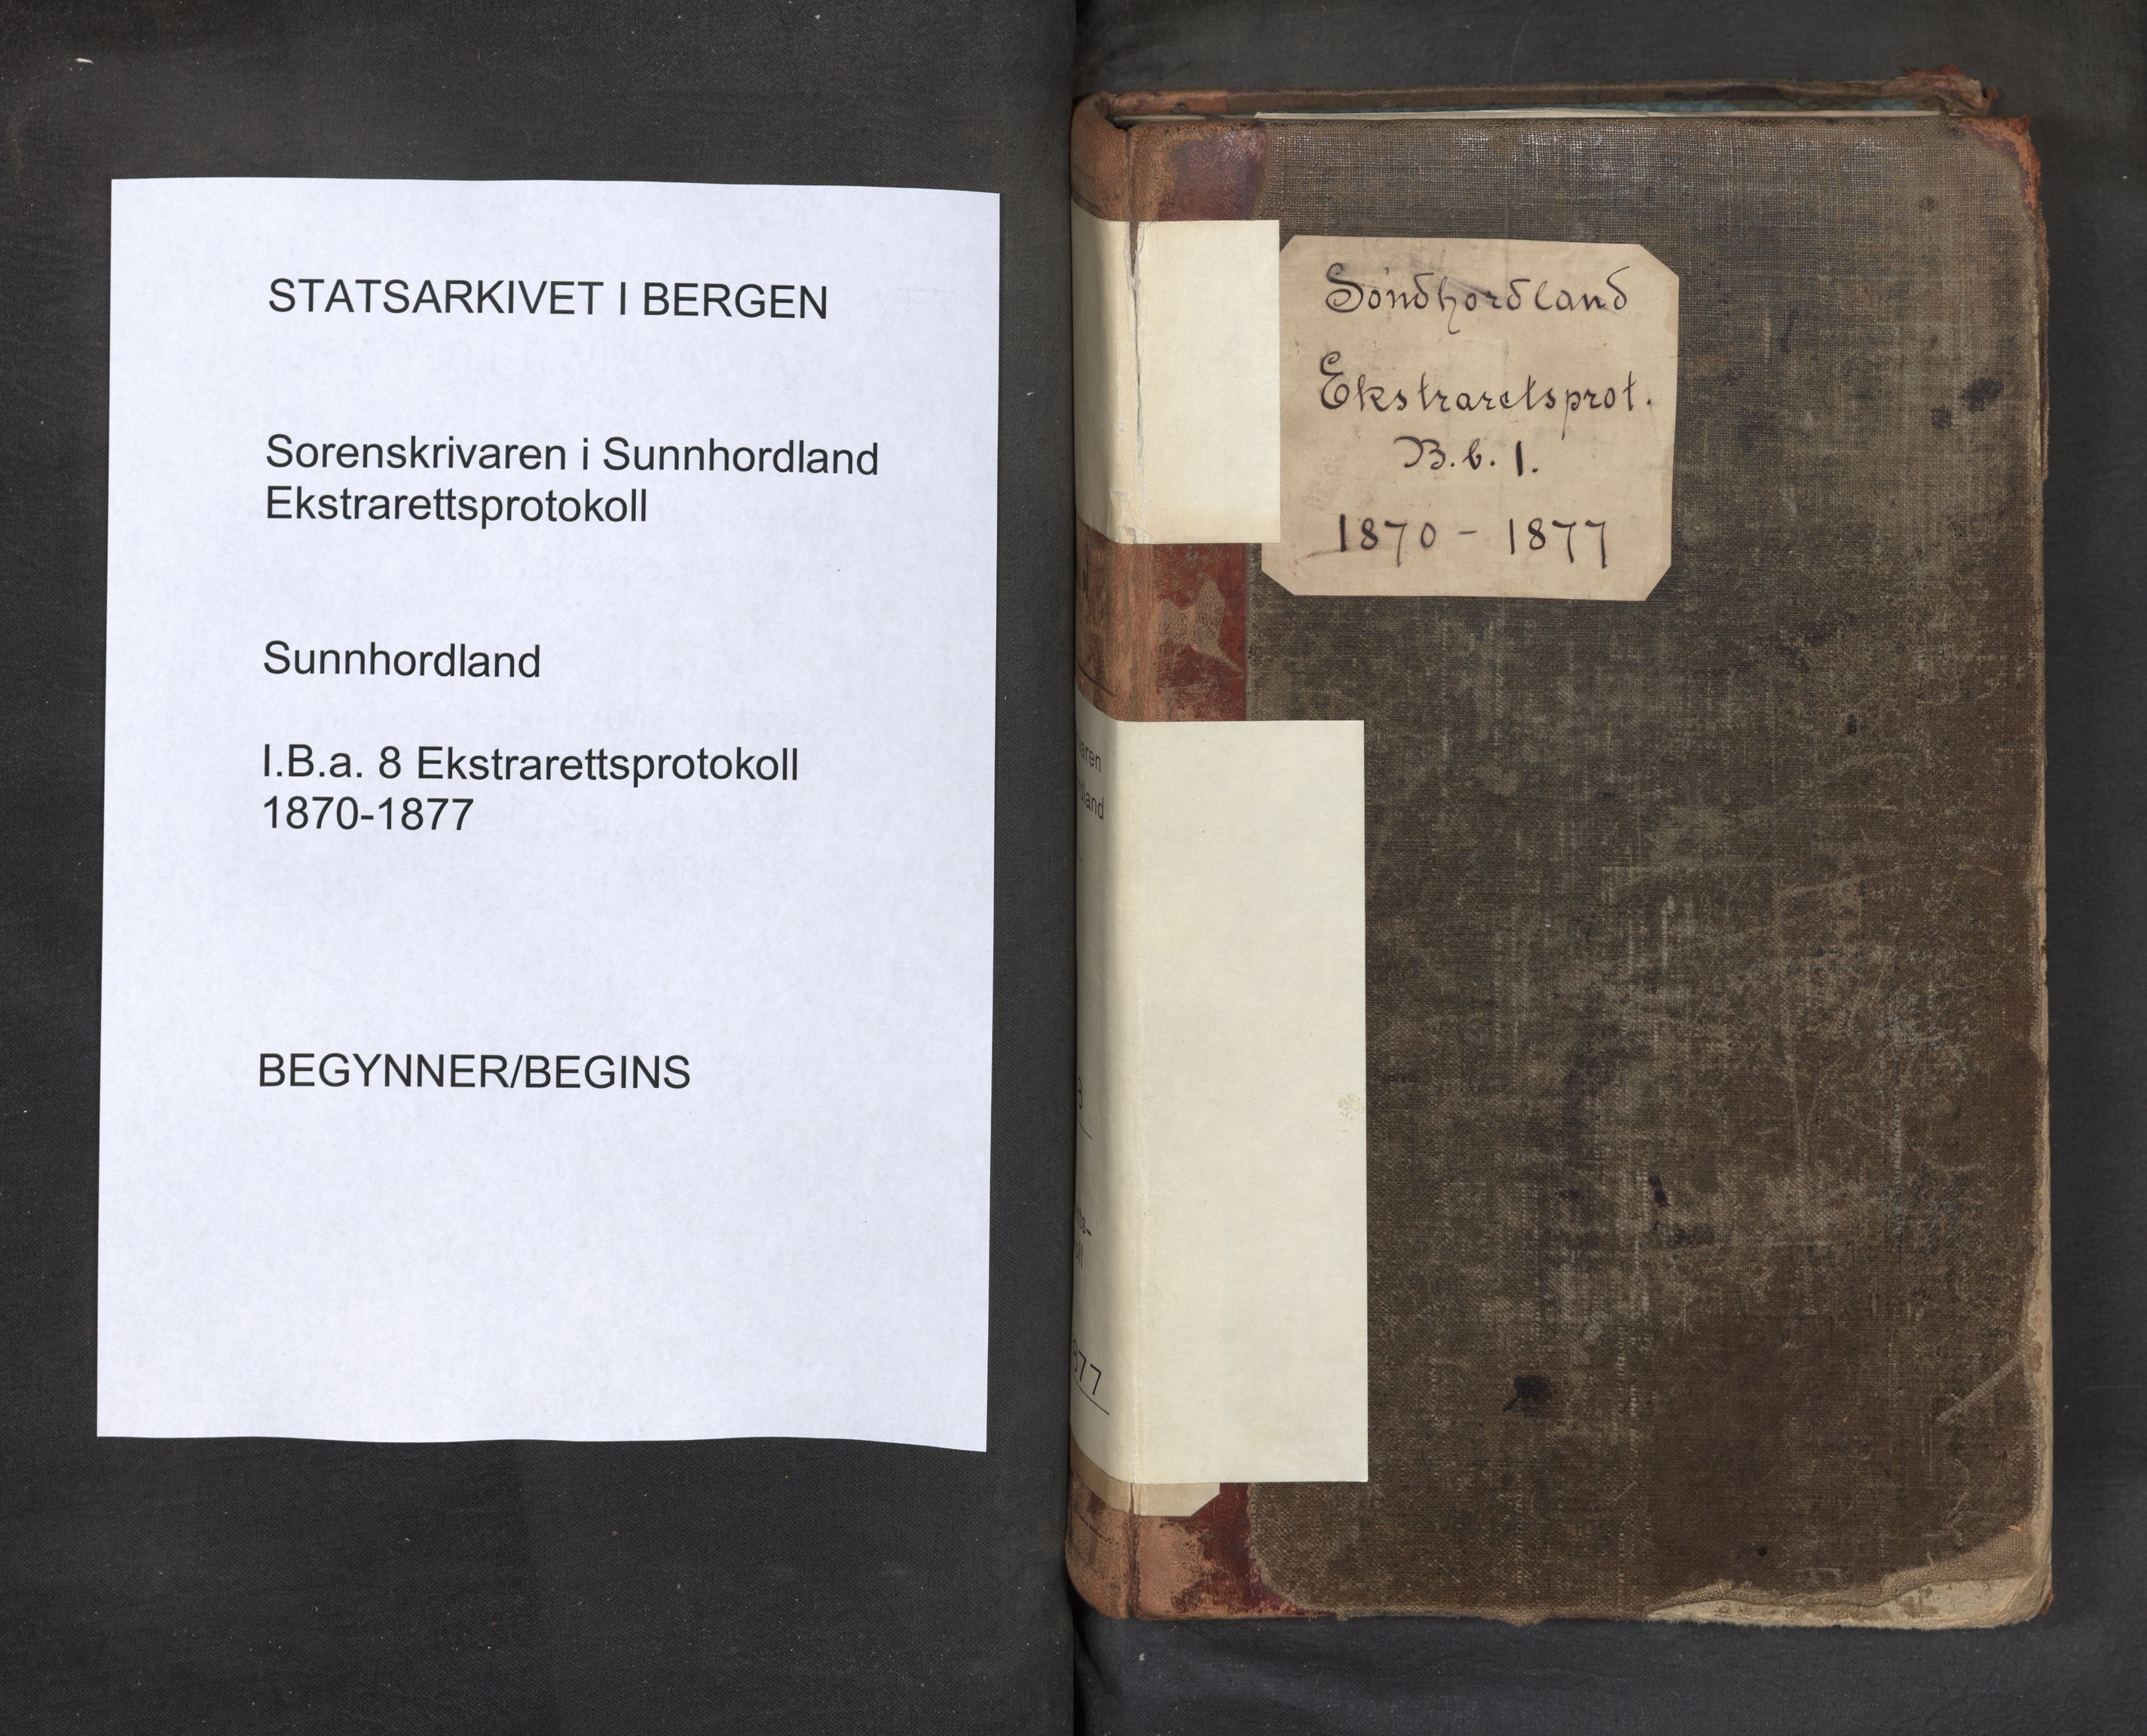 STATSARKIVET I BERGEN
Sorenskrivaren i Sunnhordland
Ekstrarettsprotokoll
Sunnhordland
I.B.a. 8 Ekstrarettsprotokoll
1870-1877
BEGYNNER/BEGINS
Söndhordland
Ekstraretsprot.
B.b. 1.
1870 - 1877